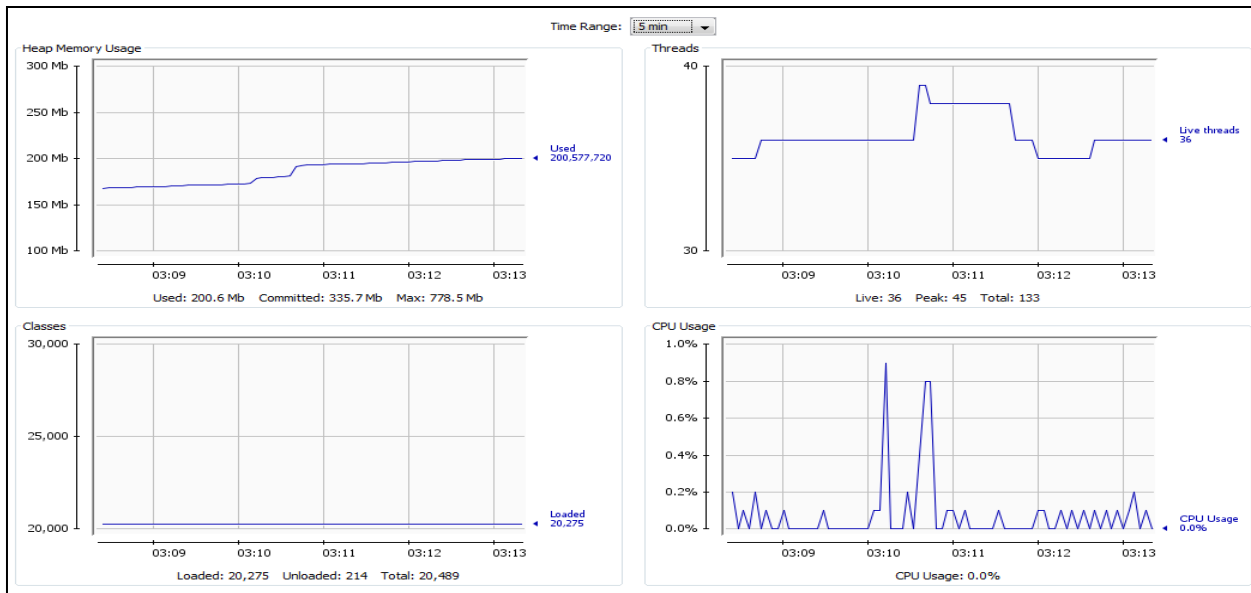 Time Range: 5 min
Heap Memory Usage
300 Mb
250 Mb
200 Mb
150 Mb
100 Mb
Used
200,577,720
03:09 03:10 03:11 03:12 03:13
Used: 200.6 Mb Committed: 335.7 Mb Max: 778.5 Mb
Threads
40
30
Live threads
36
03:09 03:10 03:11 03:12 03:13
Live: 36 Peak: 45 Total: 133
Classes
30,000
25,000
20,000
Loaded
20,275
03:09 03:10 03:11 03:12 03:13
Loaded: 20,275 Unloaded: 214 Total: 20,489
CPU Usage
1.0%
0.8%
0.6%
0.4%
0.2%
0.0%
CPU Usage
0.0%
03:09 03:10 03:11 03:12 03:13
CPU Usage: 0.0%